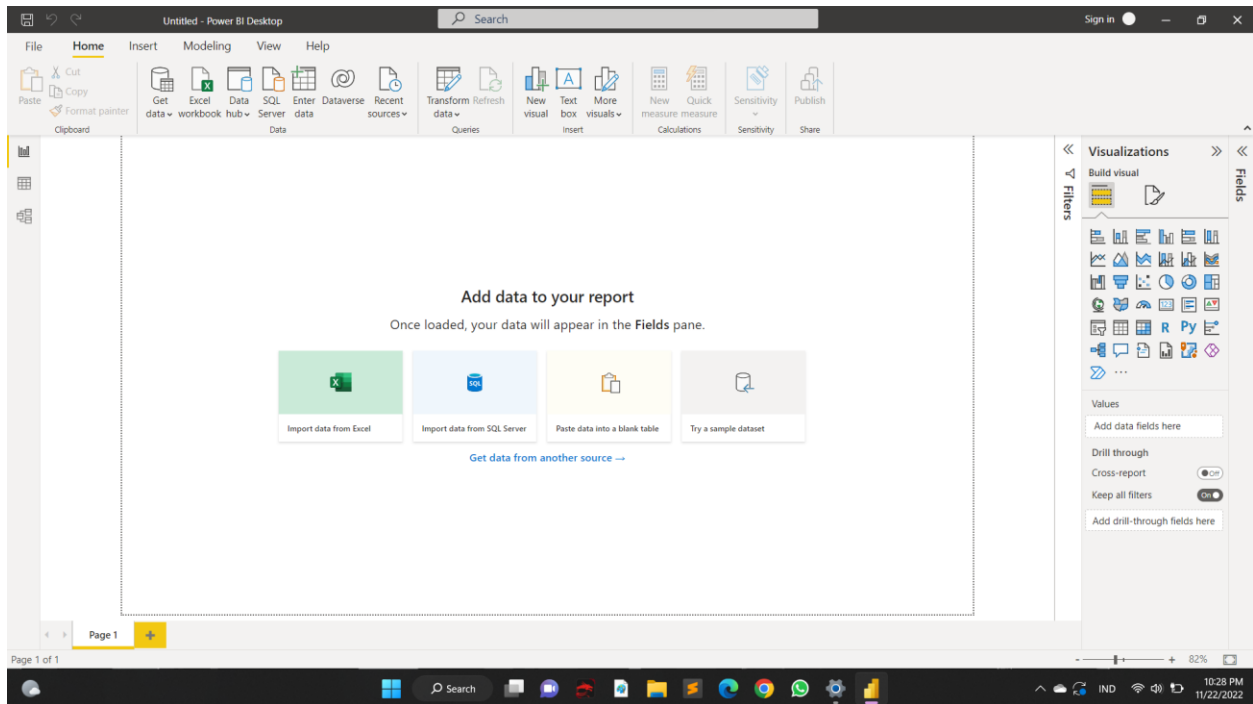 Untitled - Power BI Desktop
Search
Sign in
File Home Insert Modeling View Help
Paste
Cut
Copy
Format painter
Clipboard
Get data
Excel workbook
Data hub
SQL Server
Enter data
Dataverse
Recent sources
Data
Transform data
Refresh
Queries
New visual
Text box
More visuals
Insert
New measure
Quick measure
Calculations
Sensitivity
Sensitivity
Publish
Share
Add data to your report
Once loaded, your data will appear in the Fields pane.
Import data from Excel
SQL
Import data from SQL Server
Paste data into a blank table
Try a sample dataset
Get data from another source →
Filters
Visualizations
Build visual
123
R
Py
...
Values
Add data fields here
Drill through
Cross-report
Off
Keep all filters
On
Add drill-through fields here
Fields
Page 1
Page 1 of 1
82%
Search
IND
10:28 PM
11/22/2022